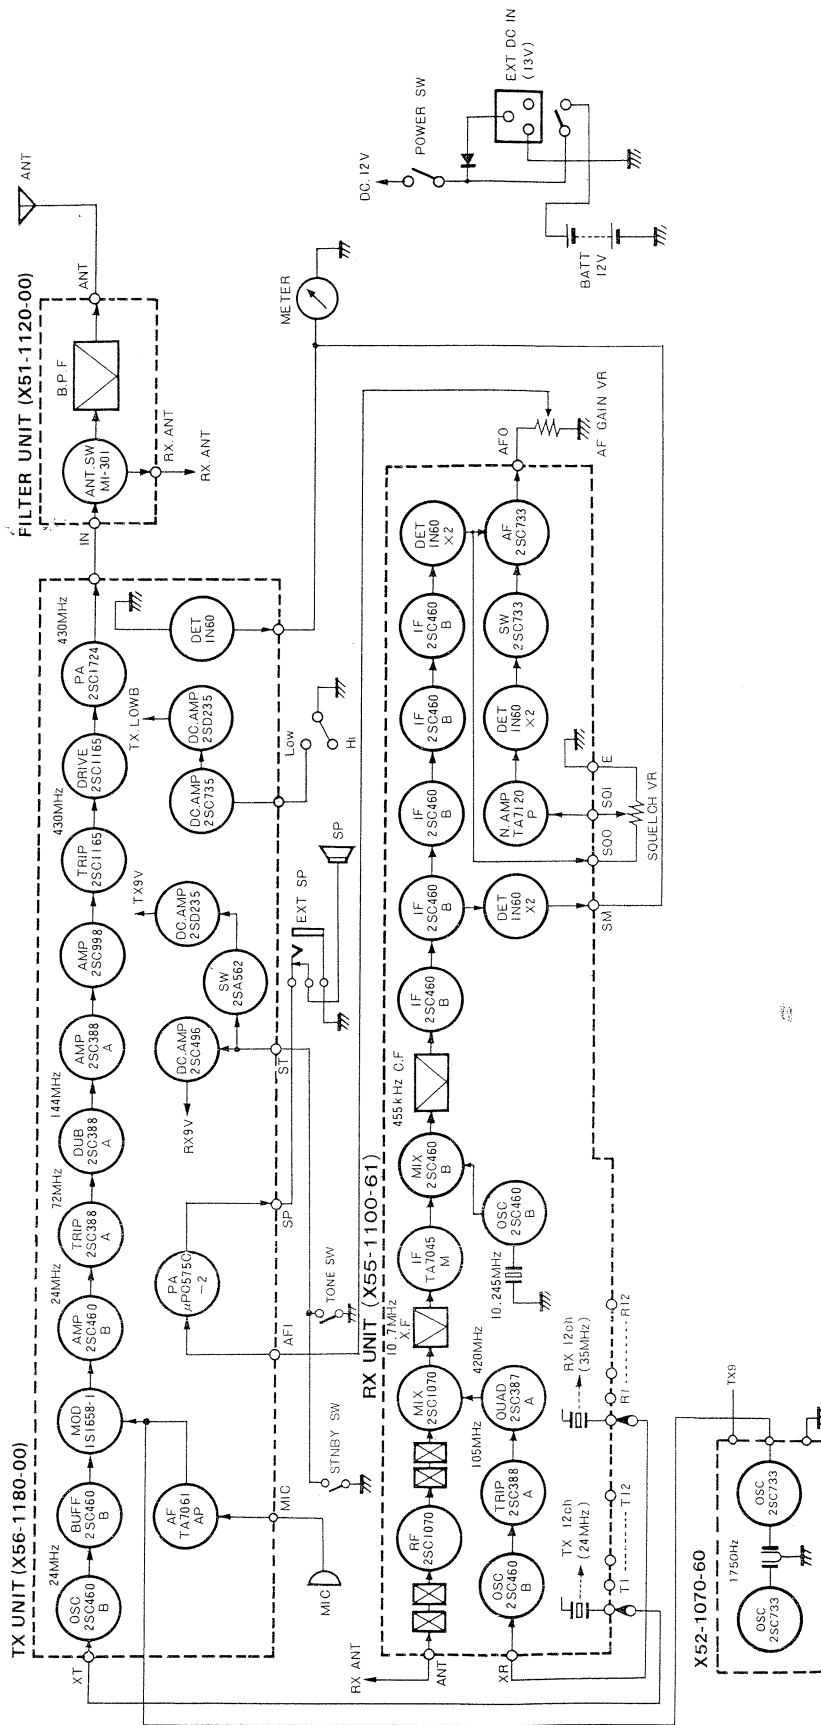 TX UNIT (X56-1180-00)
XT
OSC
2SC460
B
24MHz
BUFF
2SC460
B
MOD
1S1658-1
AMP
2SC460
B
24MHz
TRIP
2SC388
A
72MHz
DUB
2SC388
A
144MHz
AMP
2SC388
A
AMP
2SC998
TRIP
2SC1165
430MHz
DRIVE
2SC1165
PA
2SC1724
430MHz
AF
TA7061
AP
MIC
MIC
PA
μPC575C
-2
AFI
SP
RX9V
DC.AMP
2SC496
ST
SW
2SA562
DC.AMP
2SD235
TX9V
DC.AMP
2SC735
DC.AMP
2SD235
TX.LOWB
DET
IN60
Low
Hi
STNBY SW
TONE SW
EXT SP
SP
FILTER UNIT (X51-1120-00)
IN
ANT.SW
MI-301
B.P.F
ANT
ANT
RX.ANT
RX.ANT
METER
DC.12V
POWER SW
EXT DC IN
(13V)
BATT
12V
RX UNIT (X55-1100-61)
RX ANT
ANT
RF
2SC1070
MIX
2SC1070
10.7MHz
X.F
IF
TA7045
M
MIX
2SC460
B
455kHz C.F
IF
2SC460
B
IF
2SC460
B
IF
2SC460
B
IF
2SC460
B
IF
2SC460
B
DET
IN60
X2
XR
OSC
2SC460
B
TRIP
2SC388
A
105MHz
QUAD
2SC387
A
420MHz
10.245MHz
OSC
2SC460
B
DET
IN60
X2
SM
N.AMP
TA7120
P
DET
IN60
X2
SW
2SC733
AF
2SC733
AFO
AF GAIN VR
SQO
SQI
E
SQUELCH VR
TX 12ch
(24MHz)
T1
T12
RX 12ch
(35MHz)
R1
R12
X52-1070-60
OSC
2SC733
1750Hz
OSC
2SC733
TX9